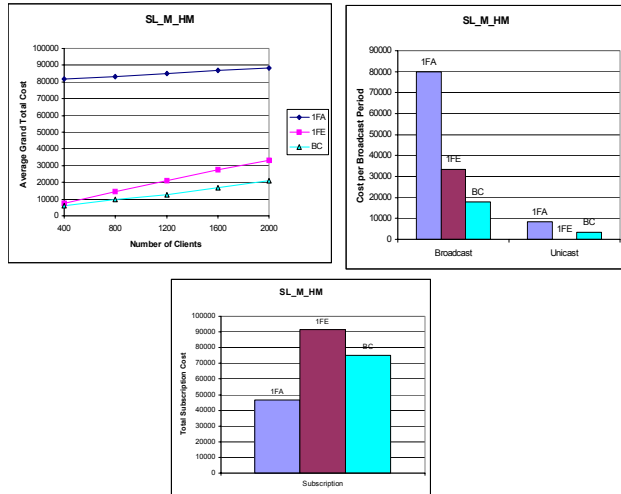 SL_M_HM
100000
90000
80000
70000
60000
50000
40000
30000
20000
10000
0
400 800 1200 1600 2000
Average Grand Total Cost
Number of Clients
1FA
1FE
BC
SL_M_HM
90000
80000
70000
60000
50000
40000
30000
20000
10000
0
Cost per Broadcast Period
1FA
1FE
BC
1FA
1FE
BC
Broadcast Unicast
SL_M_HM
100000
90000
80000
70000
60000
50000
40000
30000
20000
10000
0
Total Subscription Cost
1FA
1FE
BC
Subscription